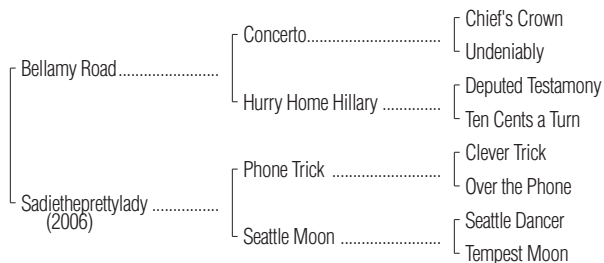 Chief's Crown
Concerto..................................
Undeniably
Bellamy Road.........................
Deputed Testamony
Hurry Home Hillary ...............
Ten Cents a Turn
Clever Trick
Phone Trick ...........................
Over the Phone
Sadietheprettylady .................
(2006)
Seattle Dancer
Seattle Moon .........................
Tempest Moon